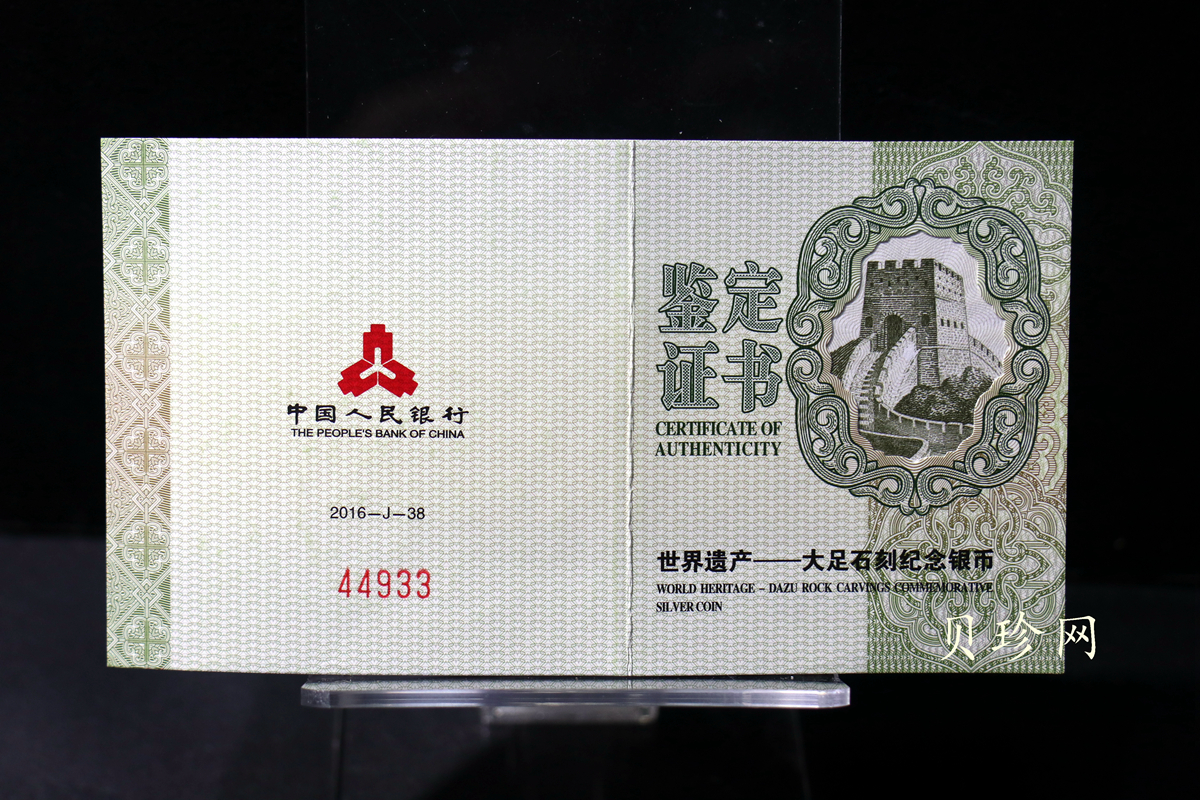 中国人民银行
THE PEOPLE'S BANK OF CHINA
2016—J—38
44933
鉴定
证书
CERTIFICATE OF
AUTHENTICITY
世界遗产——大足石刻纪念银币
WORLD HERITAGE – DAZU ROCK CARVINGS COMMEMORATIVE
SILVER COIN
贝珍网